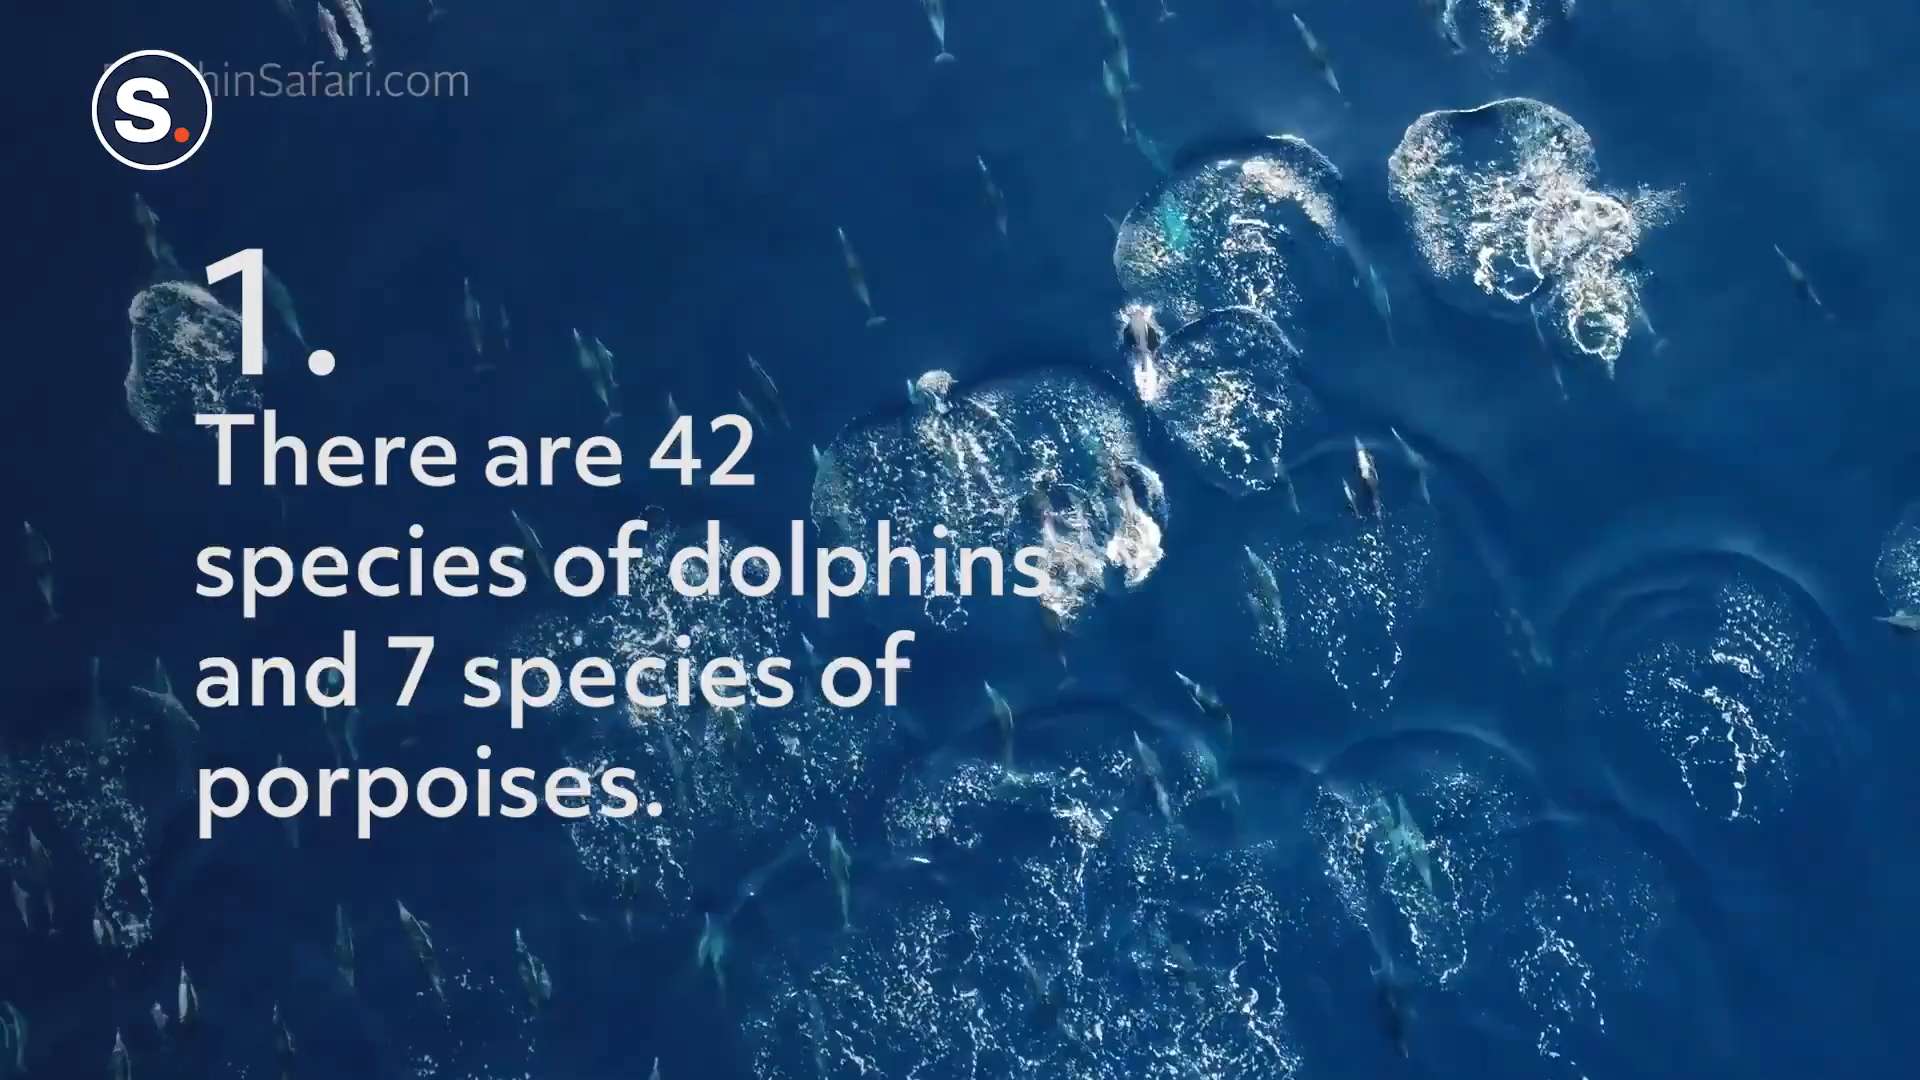 S.
hinSafari.com
1.
There are 42
species of dolphins
and 7 species of
porpoises.